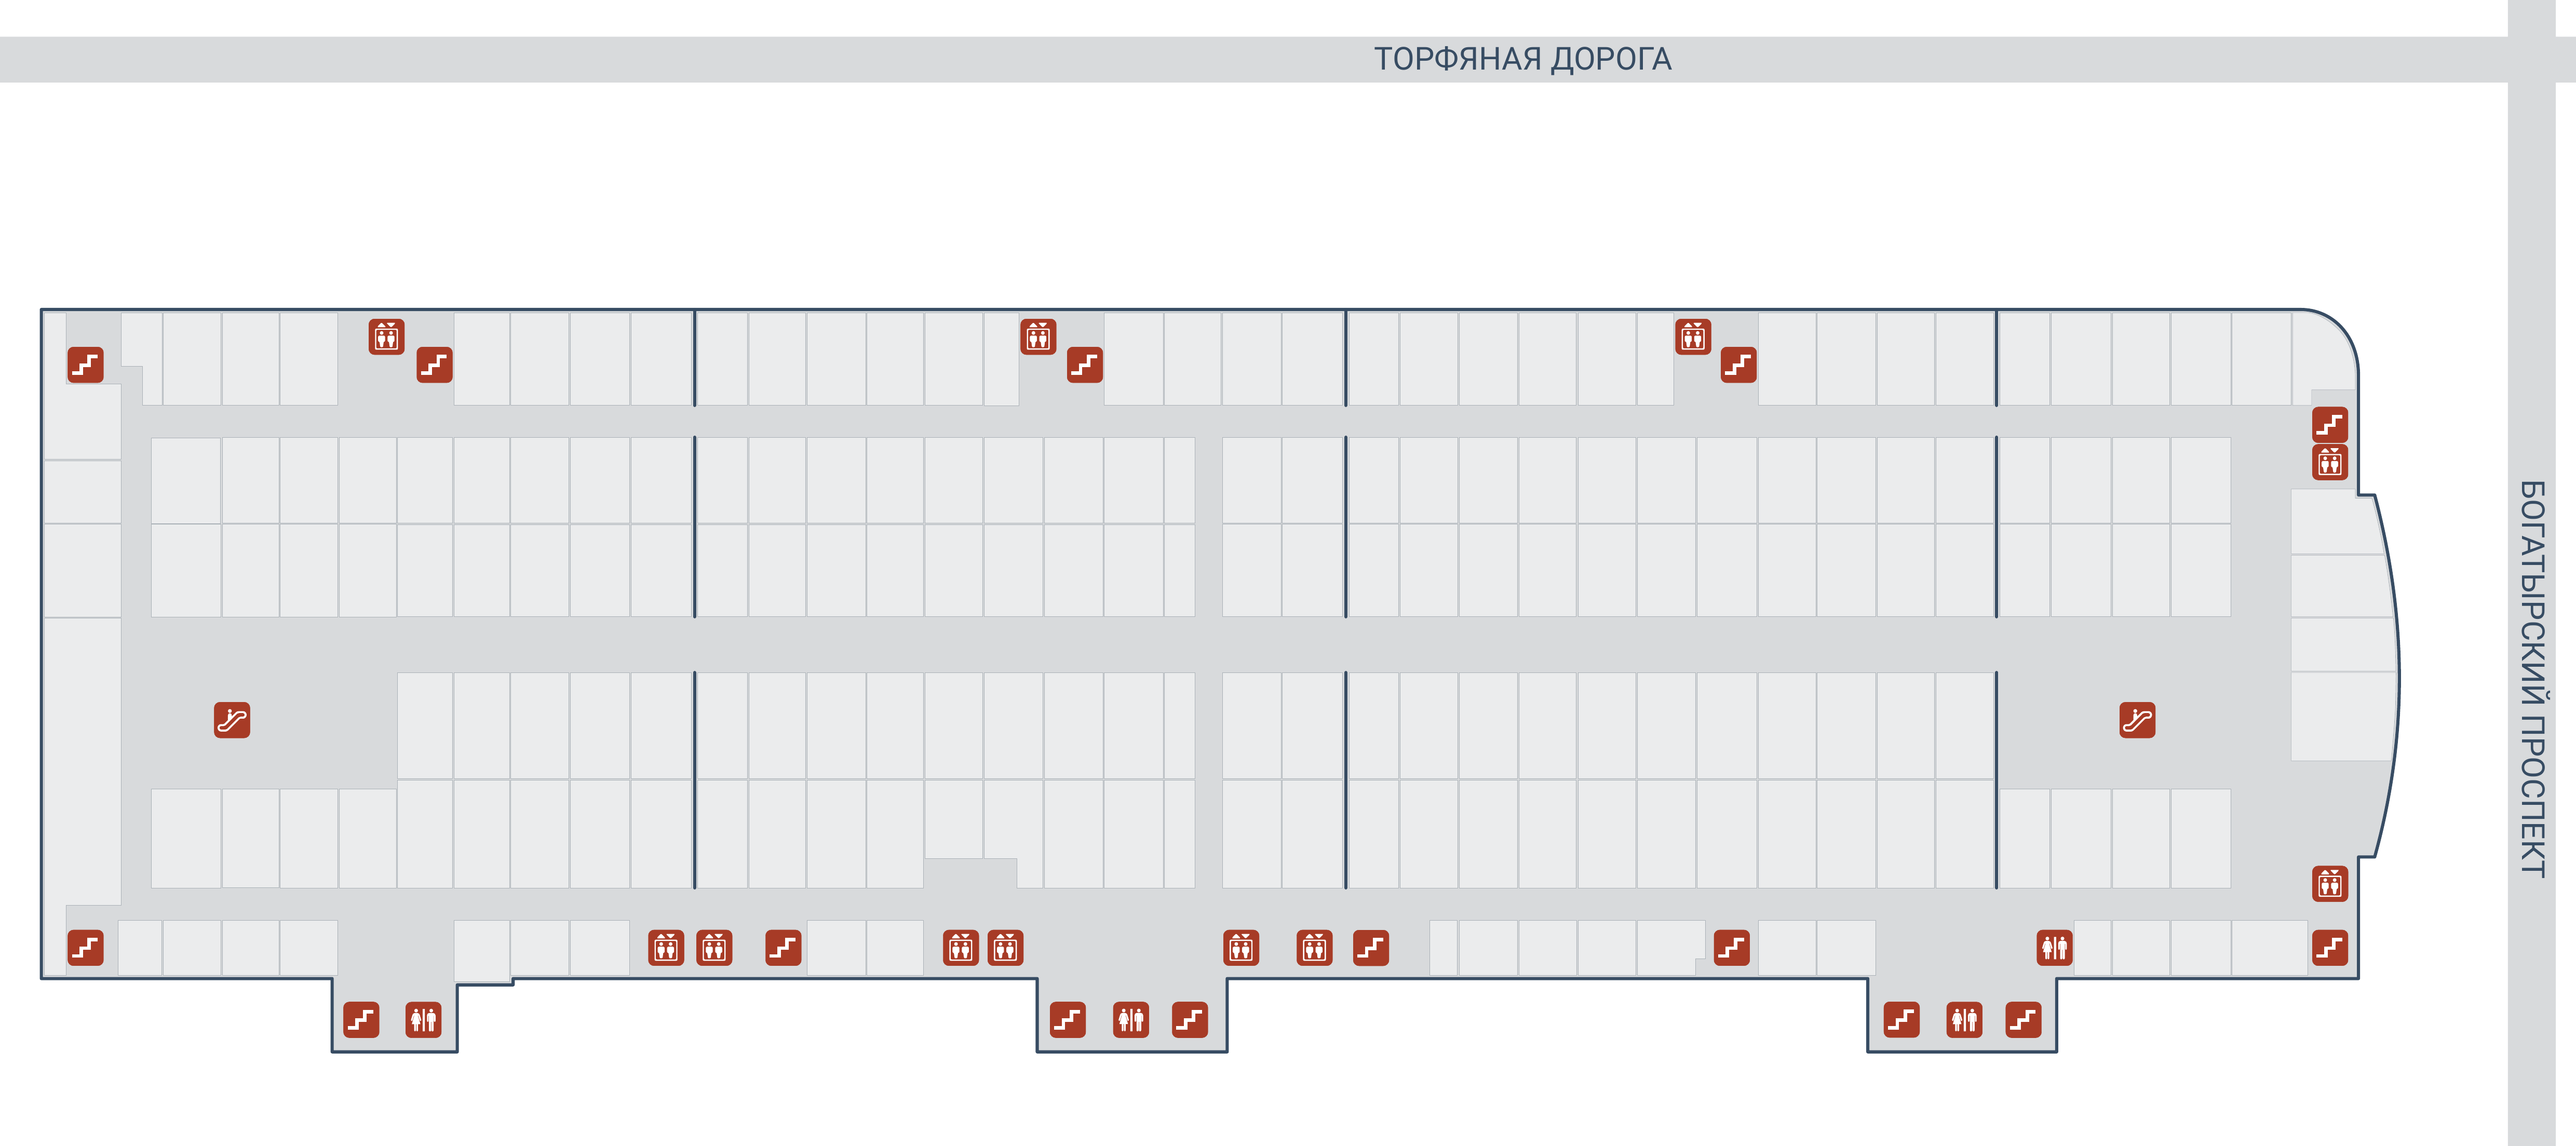 ТОРФЯНАЯ ДОРОГА
БОГАТЫРСКИЙ ПРОСПЕКТ